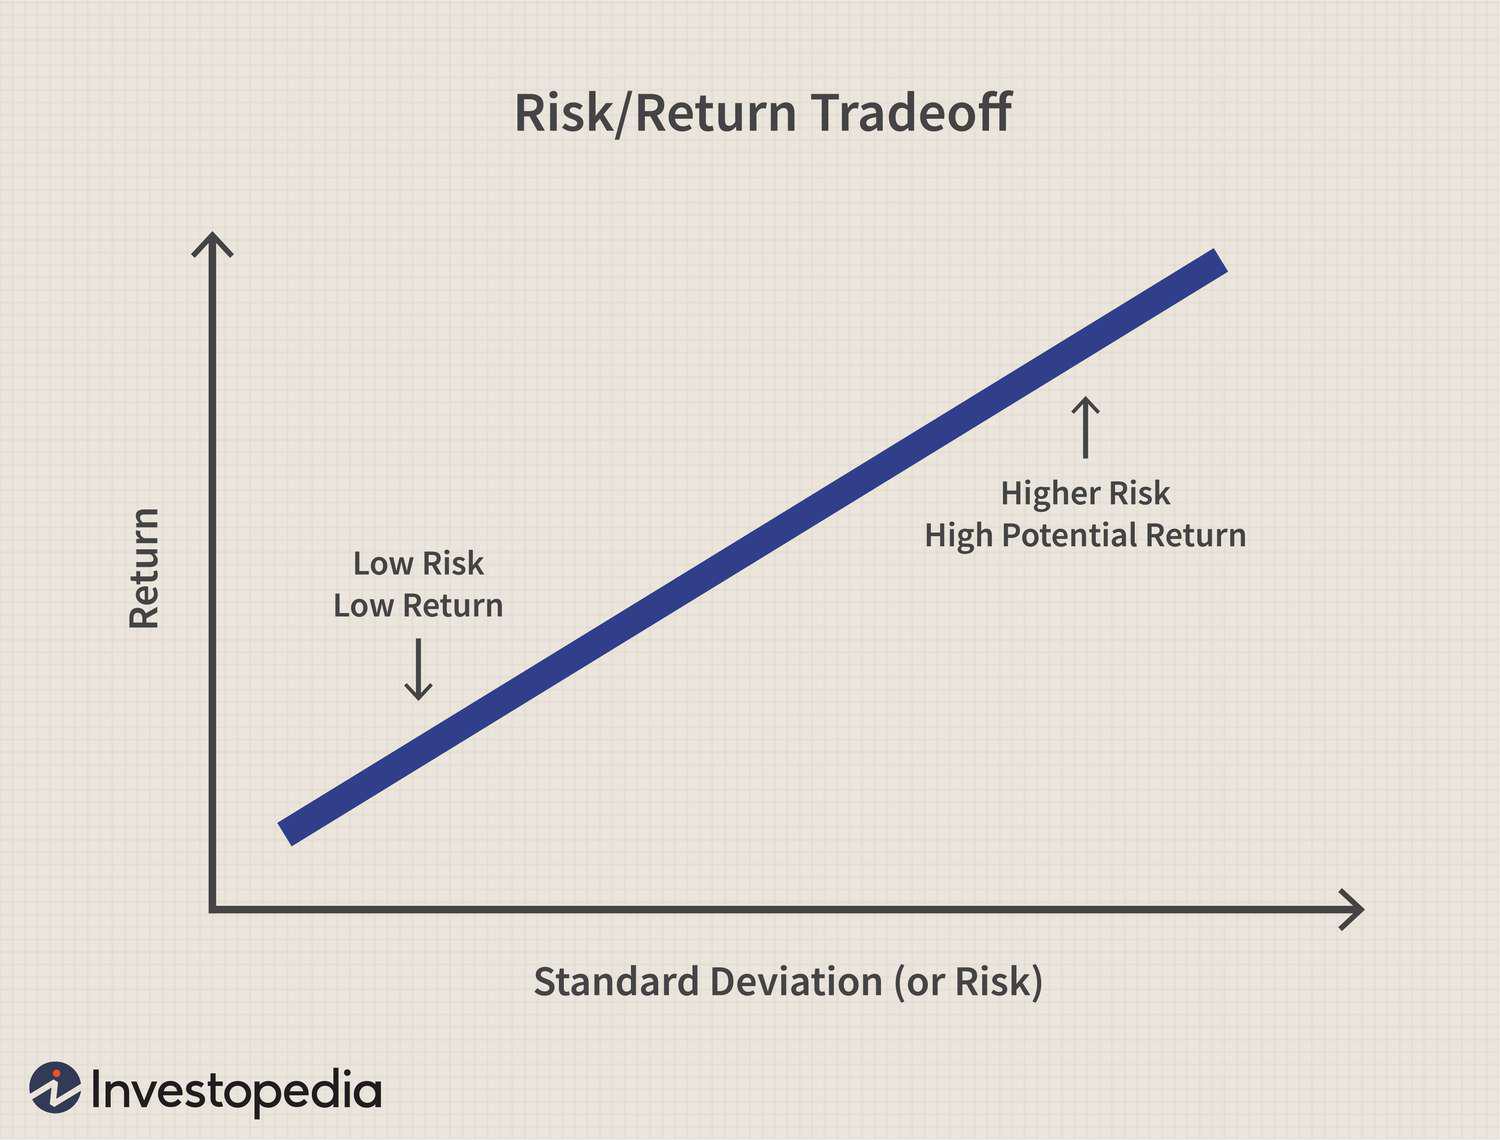 Risk/Return Tradeoff
Return
Low Risk
Low Return
Higher Risk
High Potential Return
Standard Deviation (or Risk)
Investopedia